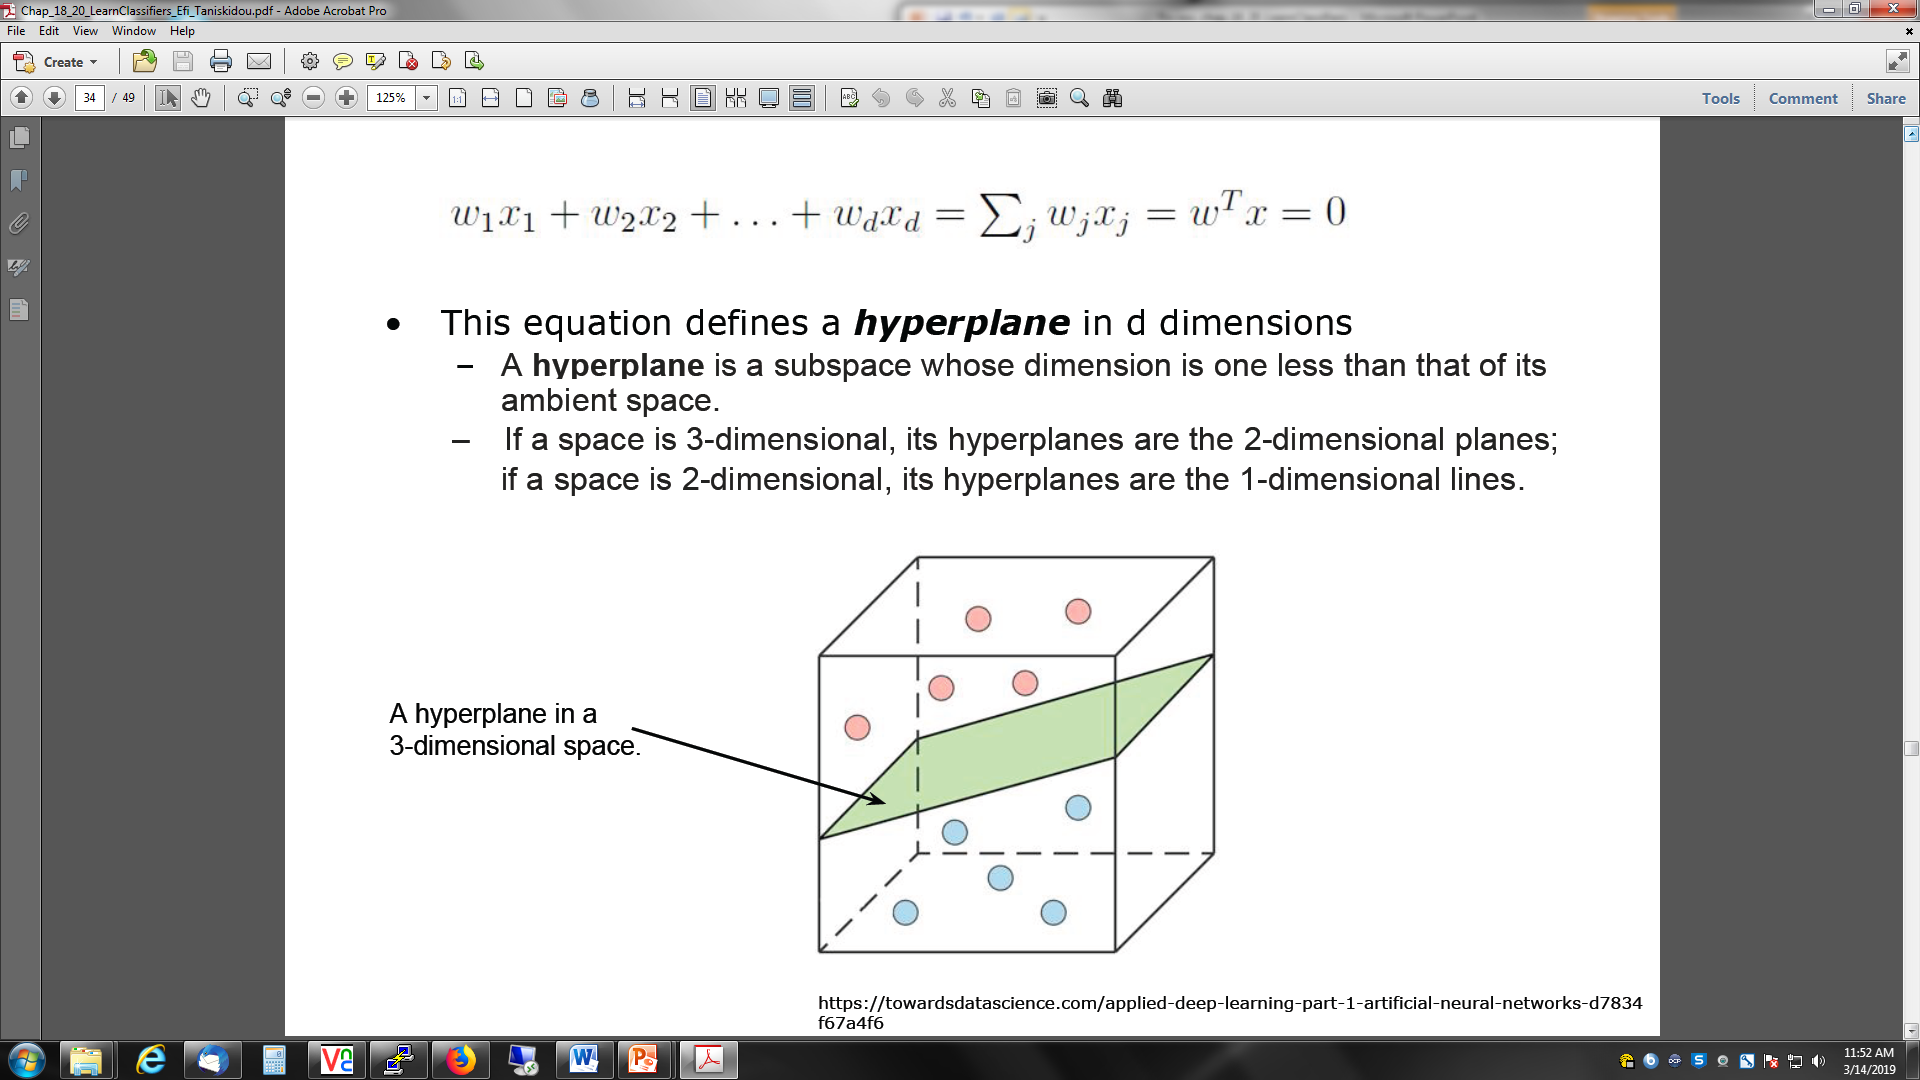 Chap_18_20_LearnClassifiers_Efi_Taniskidou.pdf - Adobe Acrobat Pro
File Edit View Window Help
Create
34 / 49 125% Tools Comment Share
w₁x₁ + w₂x₂ + … + w_d x_d = ∑_j w_j x_j = w^T x = 0
• This equation defines a hyperplane in d dimensions
– A hyperplane is a subspace whose dimension is one less than that of its
ambient space.
– If a space is 3-dimensional, its hyperplanes are the 2-dimensional planes;
if a space is 2-dimensional, its hyperplanes are the 1-dimensional lines.
A hyperplane in a
3-dimensional space.
https://towardsdatascience.com/applied-deep-learning-part-1-artificial-neural-networks-d7834
f67a4f6
11:52 AM
3/14/2019